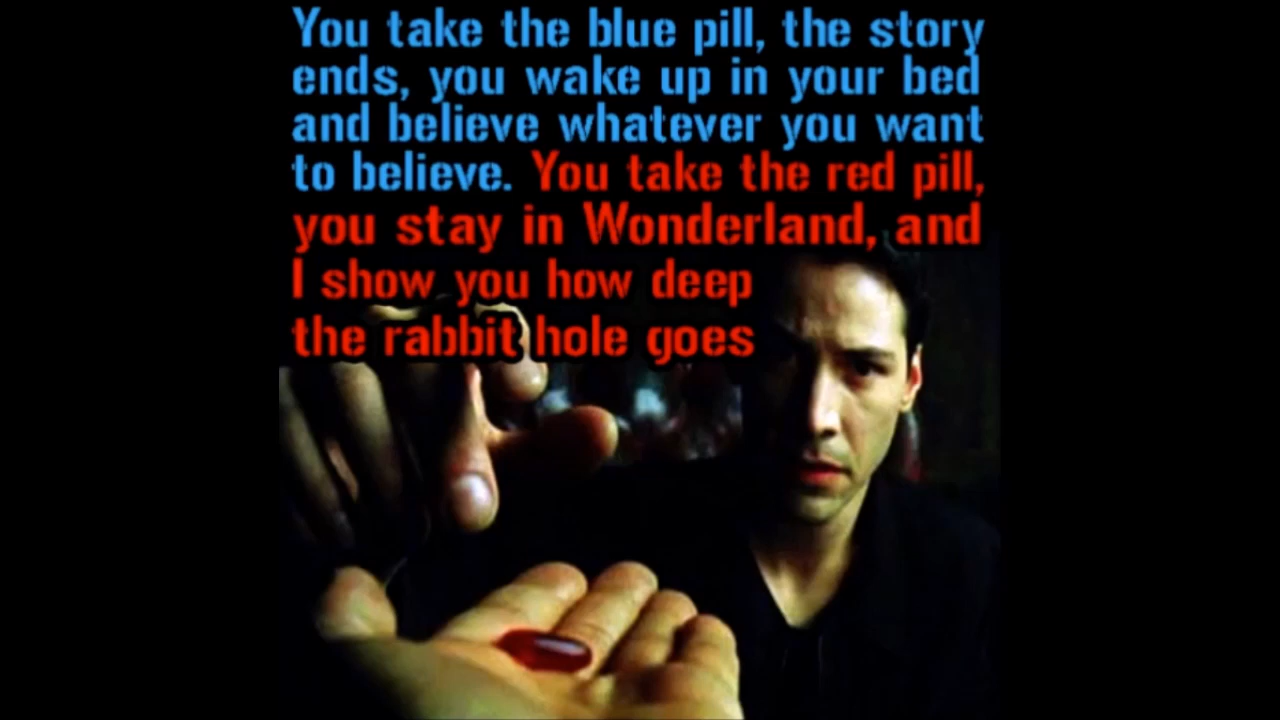 You take the blue pill, the story
ends, you wake up in your bed
and believe whatever you want
to believe. You take the red pill,
you stay in Wonderland, and
I show you how deep
the rabbit hole goes